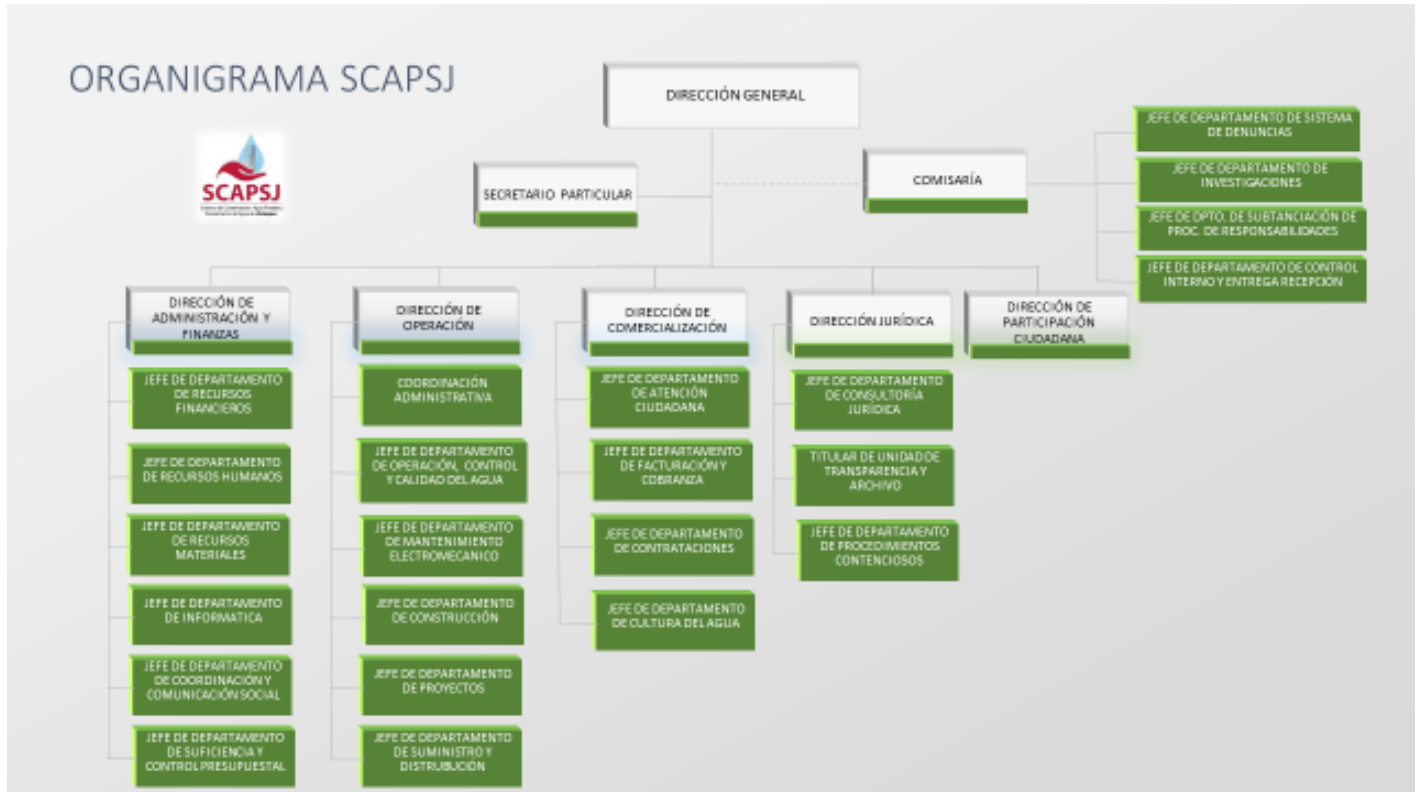 ORGANIGRAMA SCAPSJ
SCAPSJ
DIRECCIÓN GENERAL
SECRETARIO PARTICULAR
COMISARÍA
JEFE DE DEPARTAMENTO DE SISTEMA
DE DENUNCIAS
JEFE DE DEPARTAMENTO DE
INVESTIGACIONES
JEFE DE DPTO. DE SUBTANCIACIÓN DE
PROC. DE RESPONSABILIDADES
JEFE DE DEPARTAMENTO DE CONTROL
INTERNO Y ENTREGA RECEPCIÓN
DIRECCIÓN DE
ADMINISTRACIÓN Y
FINANZAS
JEFE DE DEPARTAMENTO
DE RECURSOS
FINANCIEROS
JEFE DE DEPARTAMENTO
DE RECURSOS HUMANOS
JEFE DE DEPARTAMENTO
DE RECURSOS
MATERIALES
JEFE DE DEPARTAMENTO
DE INFORMATICA
JEFE DE DEPARTAMENTO
DE COORDINACIÓN Y
COMUNICACIÓN SOCIAL
JEFE DE DEPARTAMENTO
DE SUFICIENCIA Y
CONTROL PRESUPUESTAL
DIRECCIÓN DE
OPERACIÓN
COORDINACIÓN
ADMINISTRATIVA
JEFE DE DEPARTAMENTO
DE OPERACIÓN, CONTROL
Y CALIDAD DEL AGUA
JEFE DE DEPARTAMENTO
DE MANTENIMIENTO
ELECTROMECANICO
JEFE DE DEPARTAMENTO
DE CONSTRUCCIÓN
JEFE DE DEPARTAMENTO
DE PROYECTOS
JEFE DE DEPARTAMENTO
DE SUMINISTRO Y
DISTRUBUCIÓN
DIRECCIÓN DE
COMERCIALIZACIÓN
JEFE DE DEPARTAMENTO
DE ATENCIÓN
CIUDADANA
JEFE DE DEPARTAMENTO
DE FACTURACIÓN Y
COBRANZA
JEFE DE DEPARTAMENTO
DE CONTRATACIONES
JEFE DE DEPARTAMENTO
DE CULTURA DEL AGUA
DIRECCIÓN JURÍDICA
JEFE DE DEPARTAMENTO
DE CONSULTORÍA
JURÍDICA
TITULAR DE UNIDAD DE
TRANSPARENCIA Y
ARCHIVO
JEFE DE DEPARTAMENTO
DE PROCEDIMIENTOS
CONTENCIOSOS
DIRECCIÓN DE
PARTICIPACIÓN
CIUDADANA